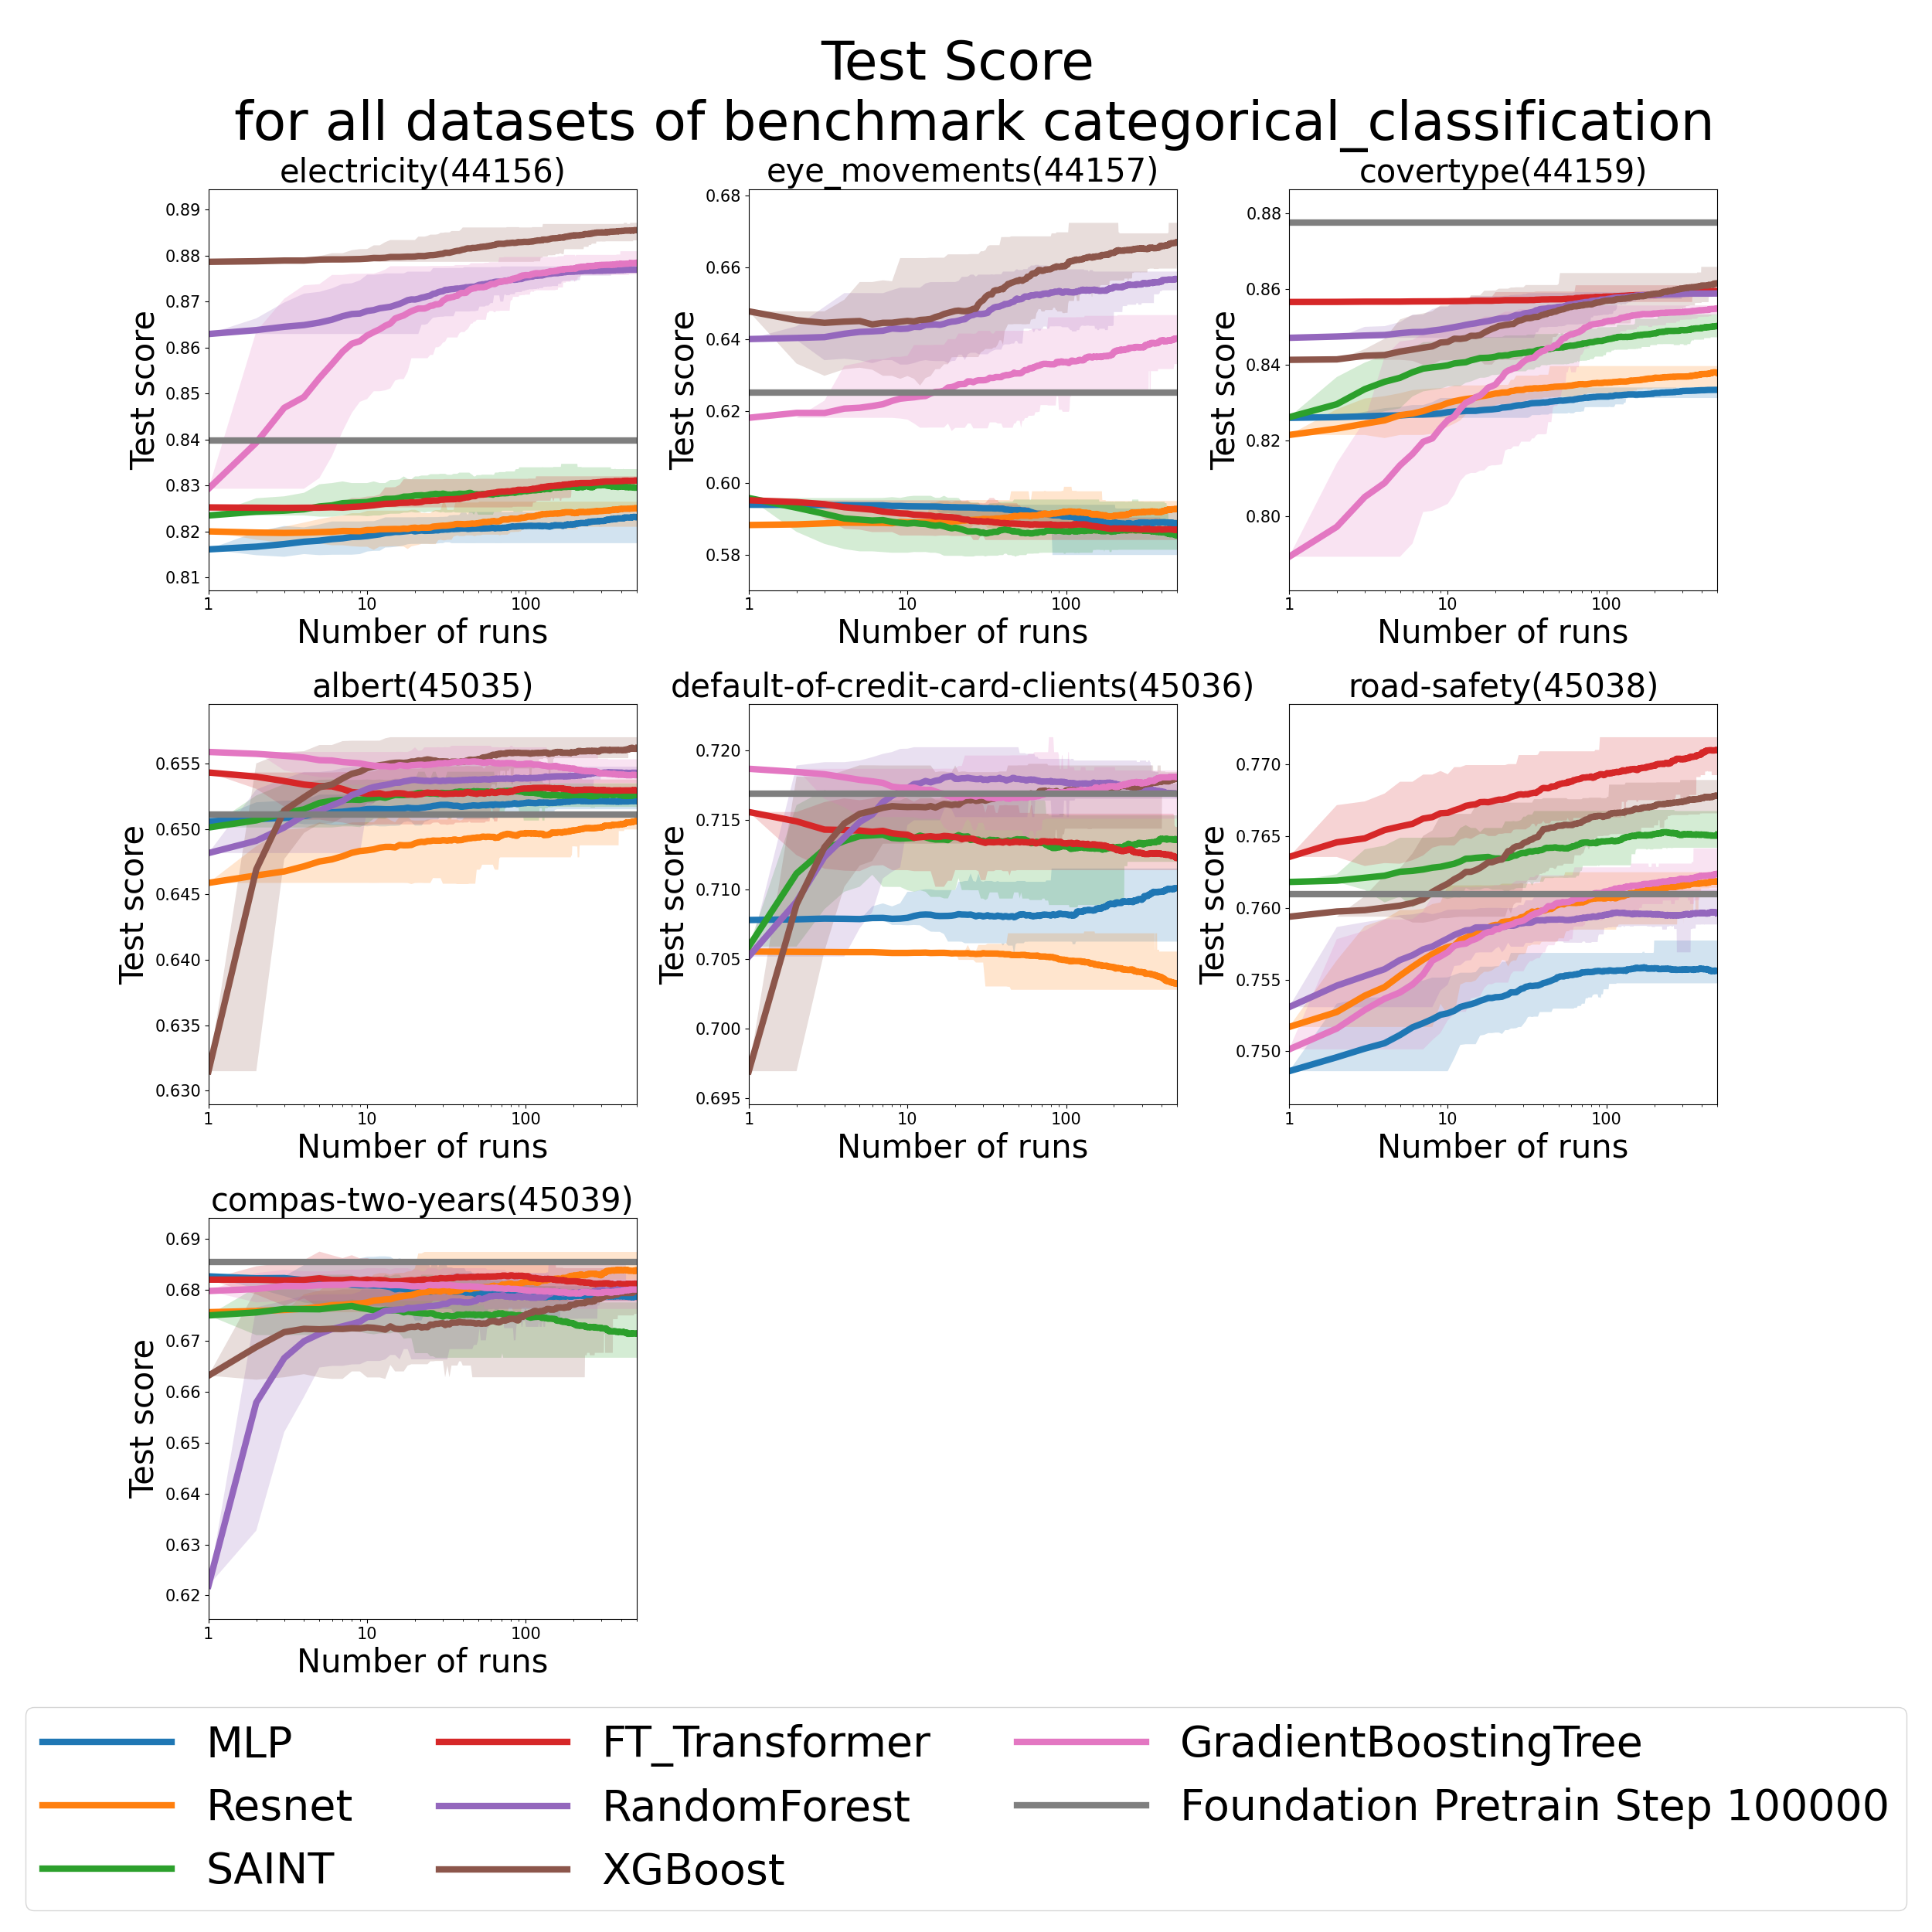 Test Score
for all datasets of benchmark categorical_classification
electricity(44156)
0.89
0.88
0.87
0.86
0.85
0.84
0.83
0.82
0.81
Test score
1
10
100
Number of runs
eye_movements(44157)
0.68
0.66
0.64
0.62
0.60
0.58
Test score
1
10
100
Number of runs
covertype(44159)
0.88
0.86
0.84
0.82
0.80
Test score
1
10
100
Number of runs
albert(45035)
0.655
0.650
0.645
0.640
0.635
0.630
Test score
1
10
100
Number of runs
default-of-credit-card-clients(45036)
0.720
0.715
0.710
0.705
0.700
0.695
Test score
1
10
100
Number of runs
road-safety(45038)
0.770
0.765
0.760
0.755
0.750
Test score
1
10
100
Number of runs
compas-two-years(45039)
0.69
0.68
0.67
0.66
0.65
0.64
0.63
0.62
Test score
1
10
100
Number of runs
MLP
Resnet
SAINT
FT_Transformer
RandomForest
XGBoost
GradientBoostingTree
Foundation Pretrain Step 100000